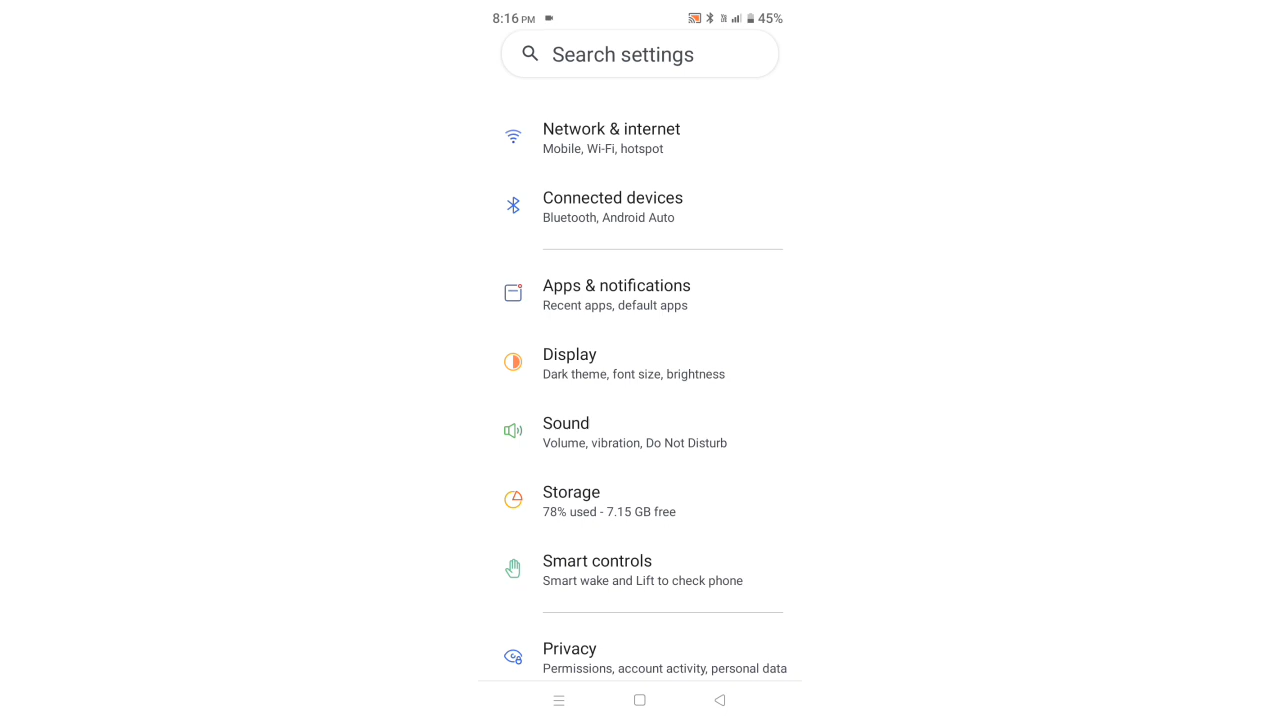 8:16 PM 45%
Search settings
Network & internet
Mobile, Wi-Fi, hotspot
Connected devices
Bluetooth, Android Auto
Apps & notifications
Recent apps, default apps
Display
Dark theme, font size, brightness
Sound
Volume, vibration, Do Not Disturb
Storage
78% used - 7.15 GB free
Smart controls
Smart wake and Lift to check phone
Privacy
Permissions, account activity, personal data